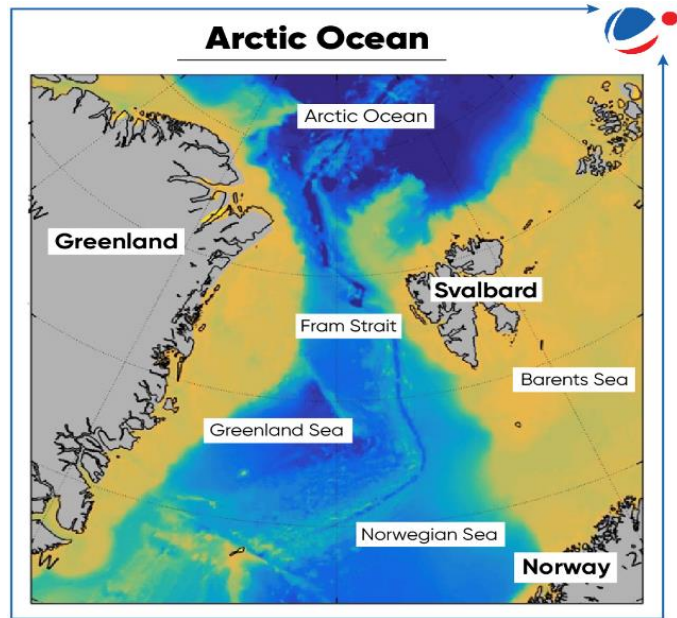 Arctic Ocean
Arctic Ocean
Greenland
Svalbard
Fram Strait
Barents Sea
Greenland Sea
Norwegian Sea
Norway